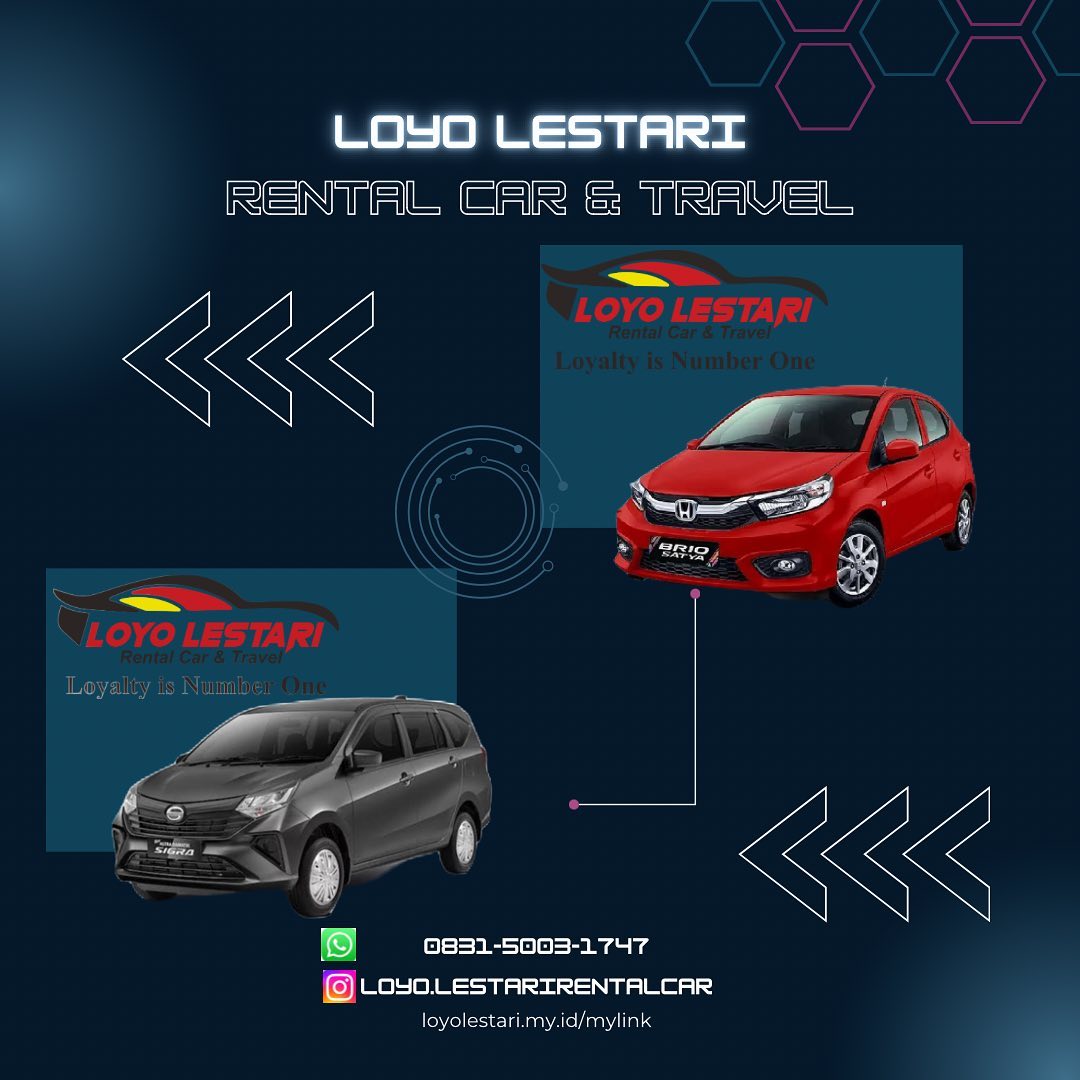 LOYO LESTARI
RENTAL CAR & TRAVEL
LOYO LESTARI
Rental Car & Travel
Loyalty is Number One
BRIO
SATYA
LOYO LESTARI
Rental Car & Travel
Loyalty is Number One
SIGRA
0831-5003-1747
LOYO.LESTARIRENTALCAR
loyolestari.my.id/mylink